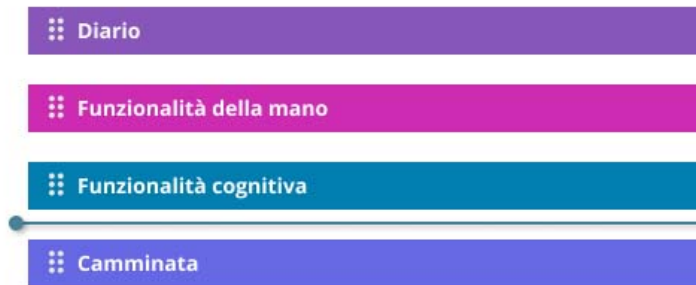 Diario
Funzionalità della mano
Funzionalità cognitiva
Camminata